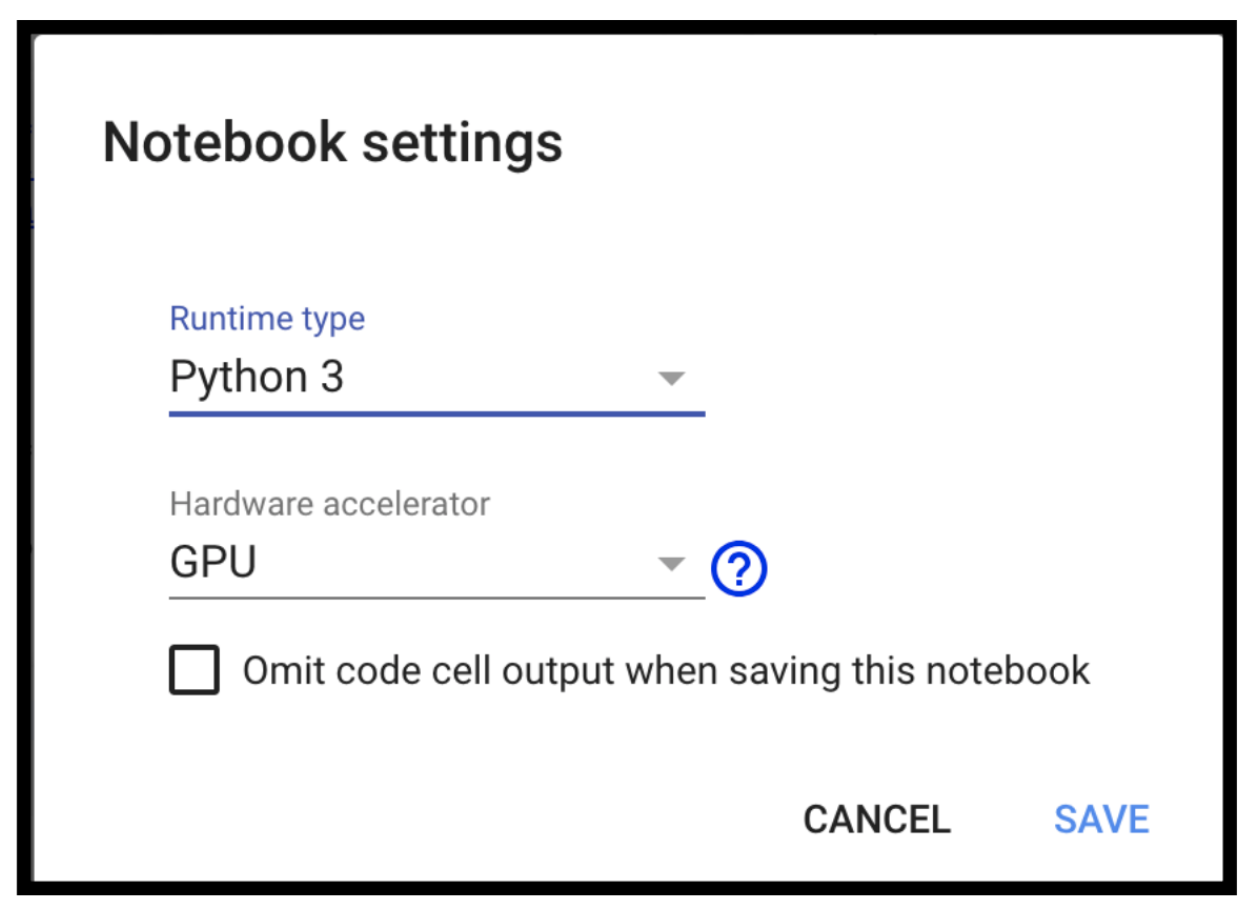 Notebook settings
Runtime type
Python 3
Hardware accelerator
GPU
?
Omit code cell output when saving this notebook
CANCEL SAVE